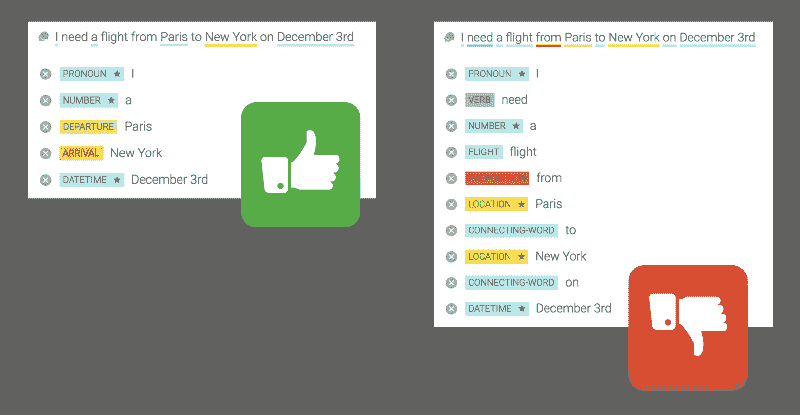 I need a flight from Paris to New York on December 3rd
PRONOUN ★ I
NUMBER ★ a
DEPARTURE Paris
ARRIVAL New York
DATETIME ★ December 3rd
I need a flight from Paris to New York on December 3rd
PRONOUN ★ I
VERB need
NUMBER ★ a
FLIGHT flight
from
LOCATION ★ Paris
CONNECTING-WORD to
LOCATION ★ New York
CONNECTING-WORD on
DATETIME ★ December 3rd